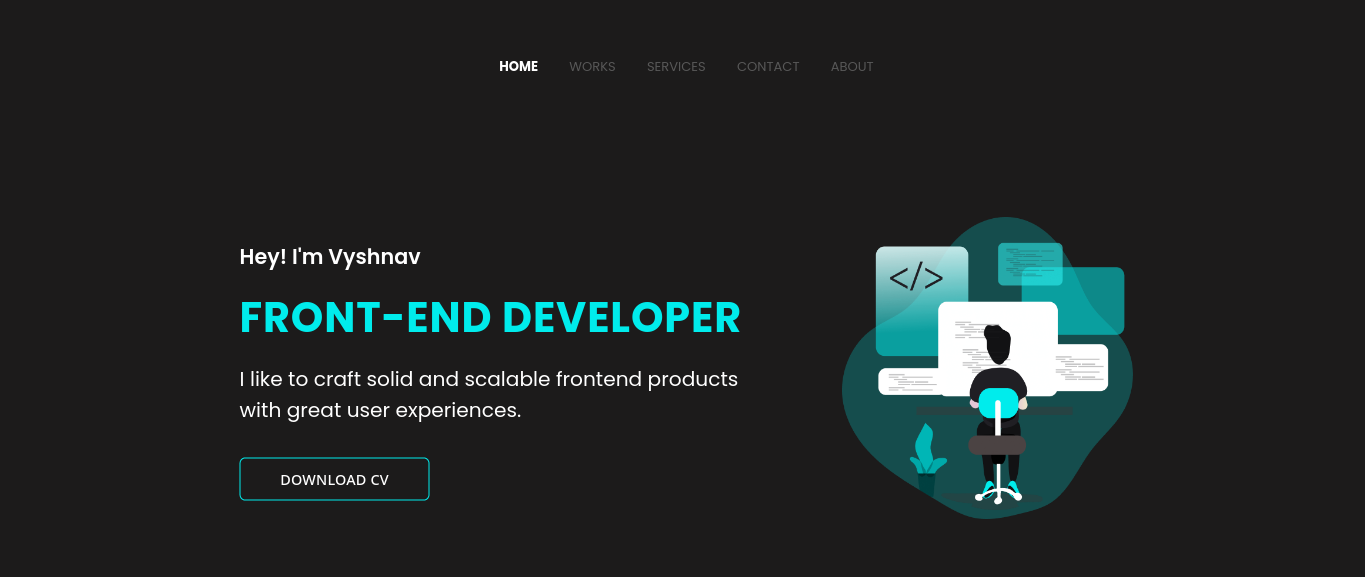 HOME WORKS SERVICES CONTACT ABOUT
Hey! I'm Vyshnav
FRONT-END DEVELOPER
I like to craft solid and scalable frontend products
with great user experiences.
DOWNLOAD CV
</>